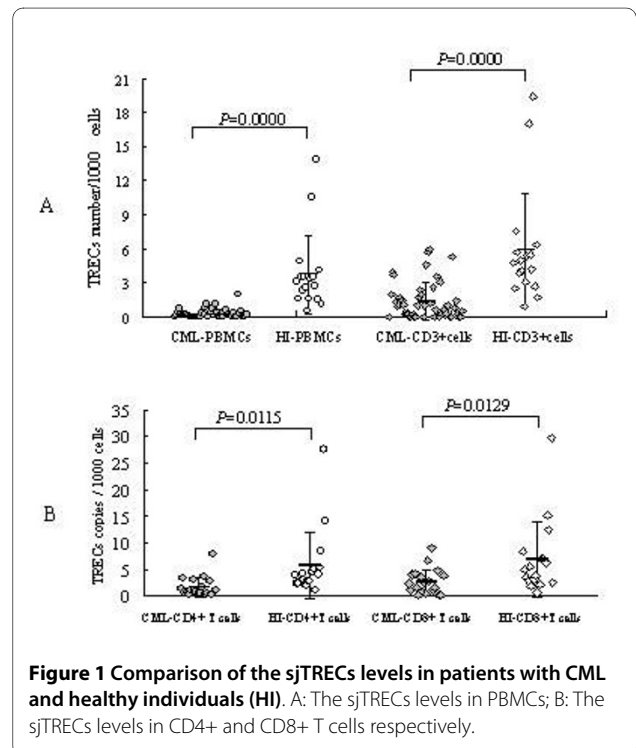 21
18
15
12
9
6
3
0
TRECs number/1000 cells
A
P=0.0000
P=0.0000
CML-PBMCs HI-PBMCs CML-CD3+cells HI-CD3+cells
35
30
25
20
15
10
5
0
TRECs copies / 1000 cells
B
P=0.0115
P=0.0129
CML-CD4+T cells HI-CD4+T cells CML-CD8+T cells HI-CD8+T cells
Figure 1 Comparison of the sjTRECs levels in patients with CML
and healthy individuals (HI). A: The sjTRECs levels in PBMCs; B: The
sjTRECs levels in CD4+ and CD8+ T cells respectively.